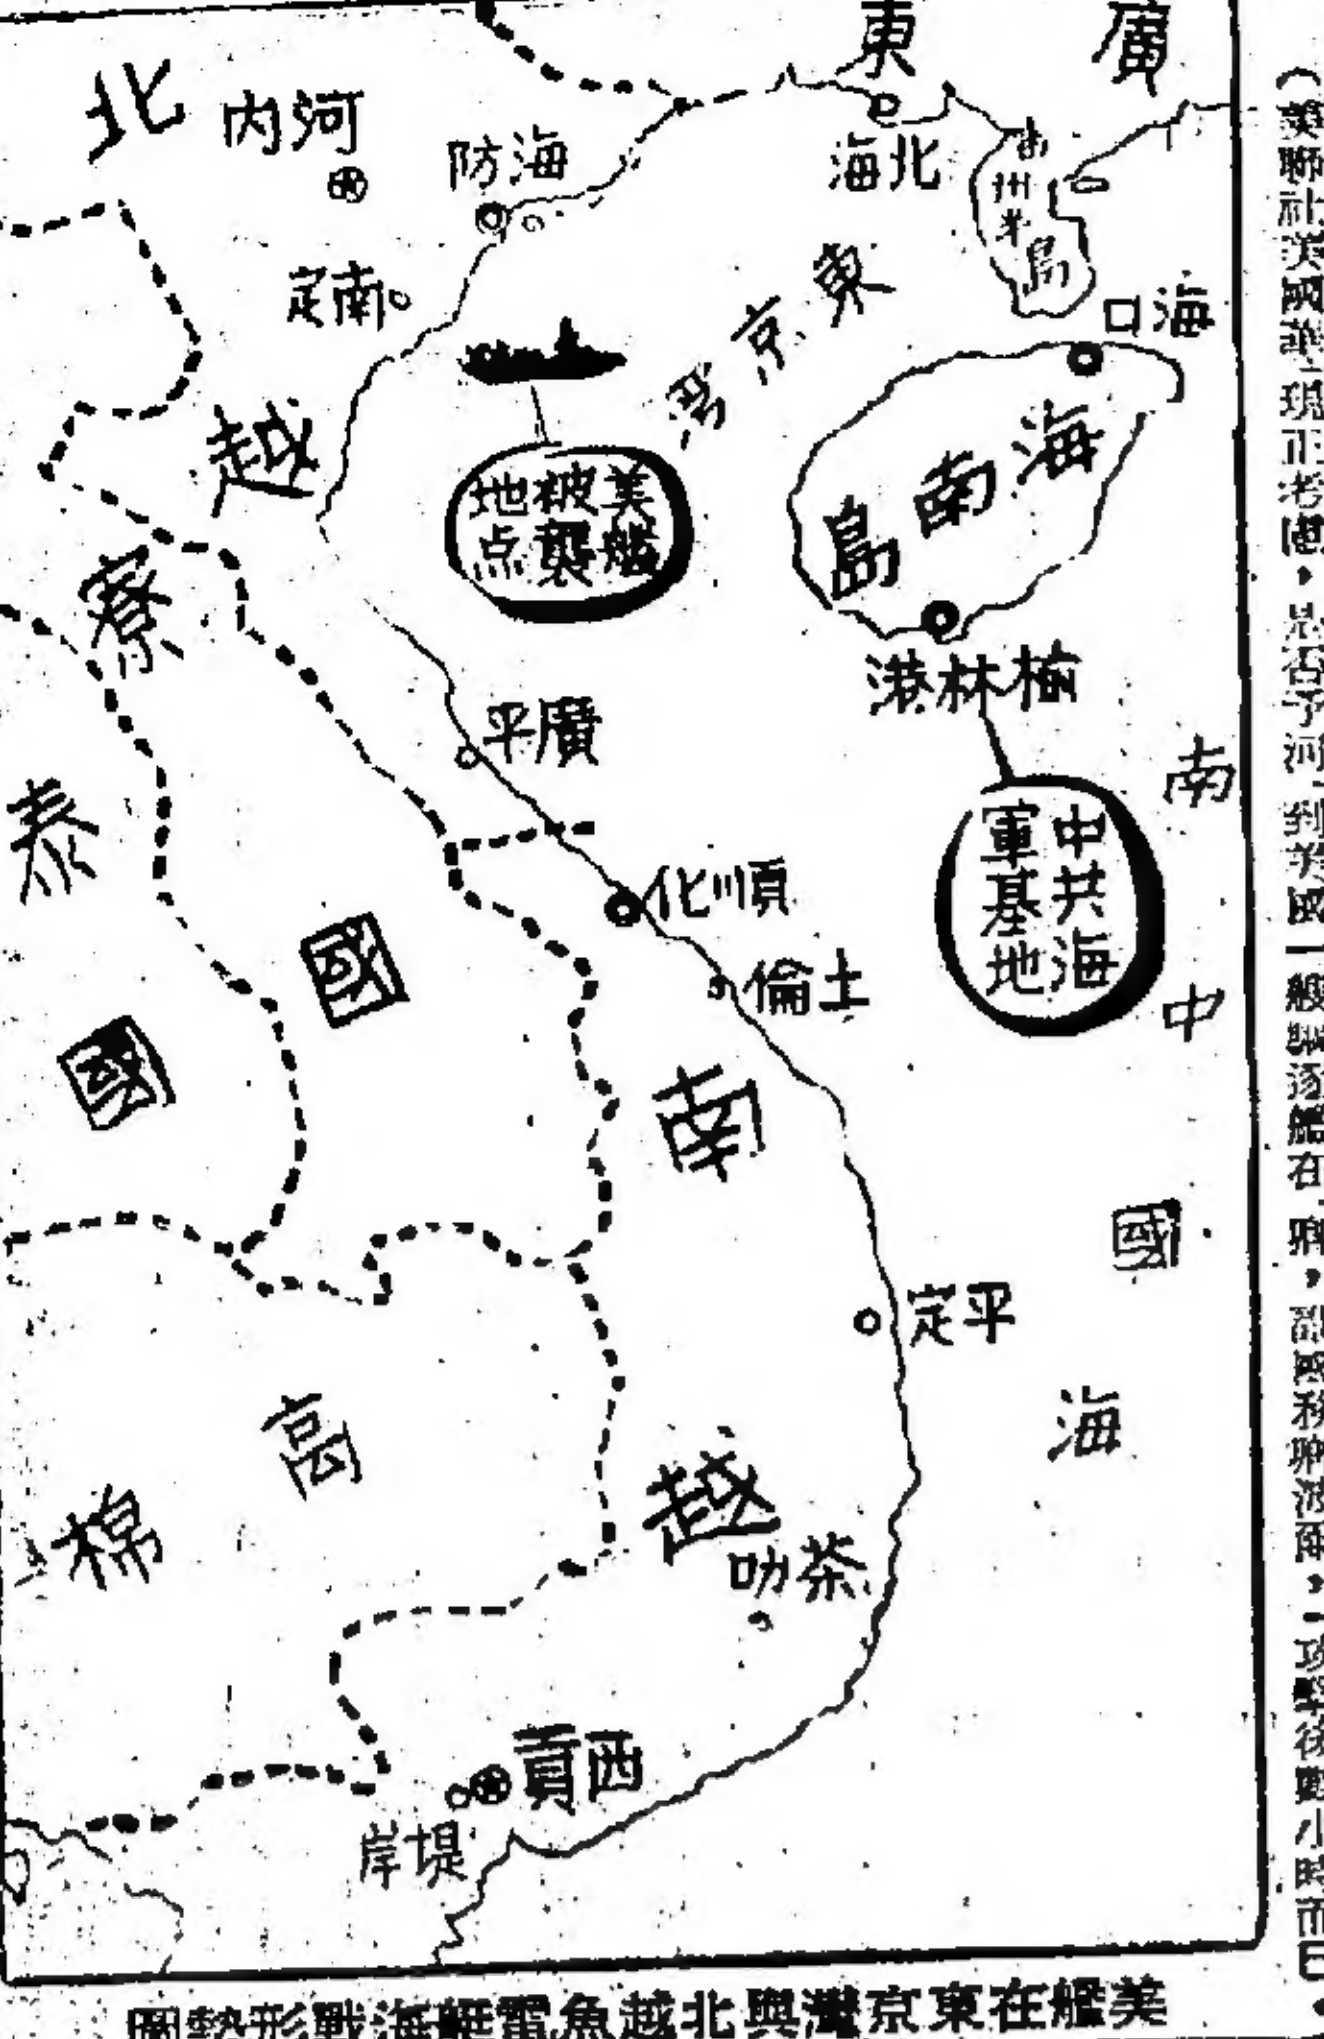 廣東
北越
河內
海防
北海
南定
雷州半島
海口
東京灣
海南島
美艦
被襲
地点
榆林港
中共海
軍基地
寮國
泰國
廣平
順化
土倫
南越
南中國海
平定
高棉
茶叻
西貢
堤岸
美艦在東京灣與北越魚雷艇海戰形勢圖